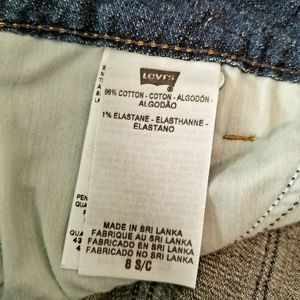 Levi's
99% COTTON - COTON - ALGODÓN -
ALGODÃO
1% ELASTANE - ELASTHANNE -
ELASTANO
MADE IN SRI LANKA
FABRIQUE AU SRI LANKA
FABRICADO EN SRI LANKA
FABRICADO NO SRI LANKA
8 S/C